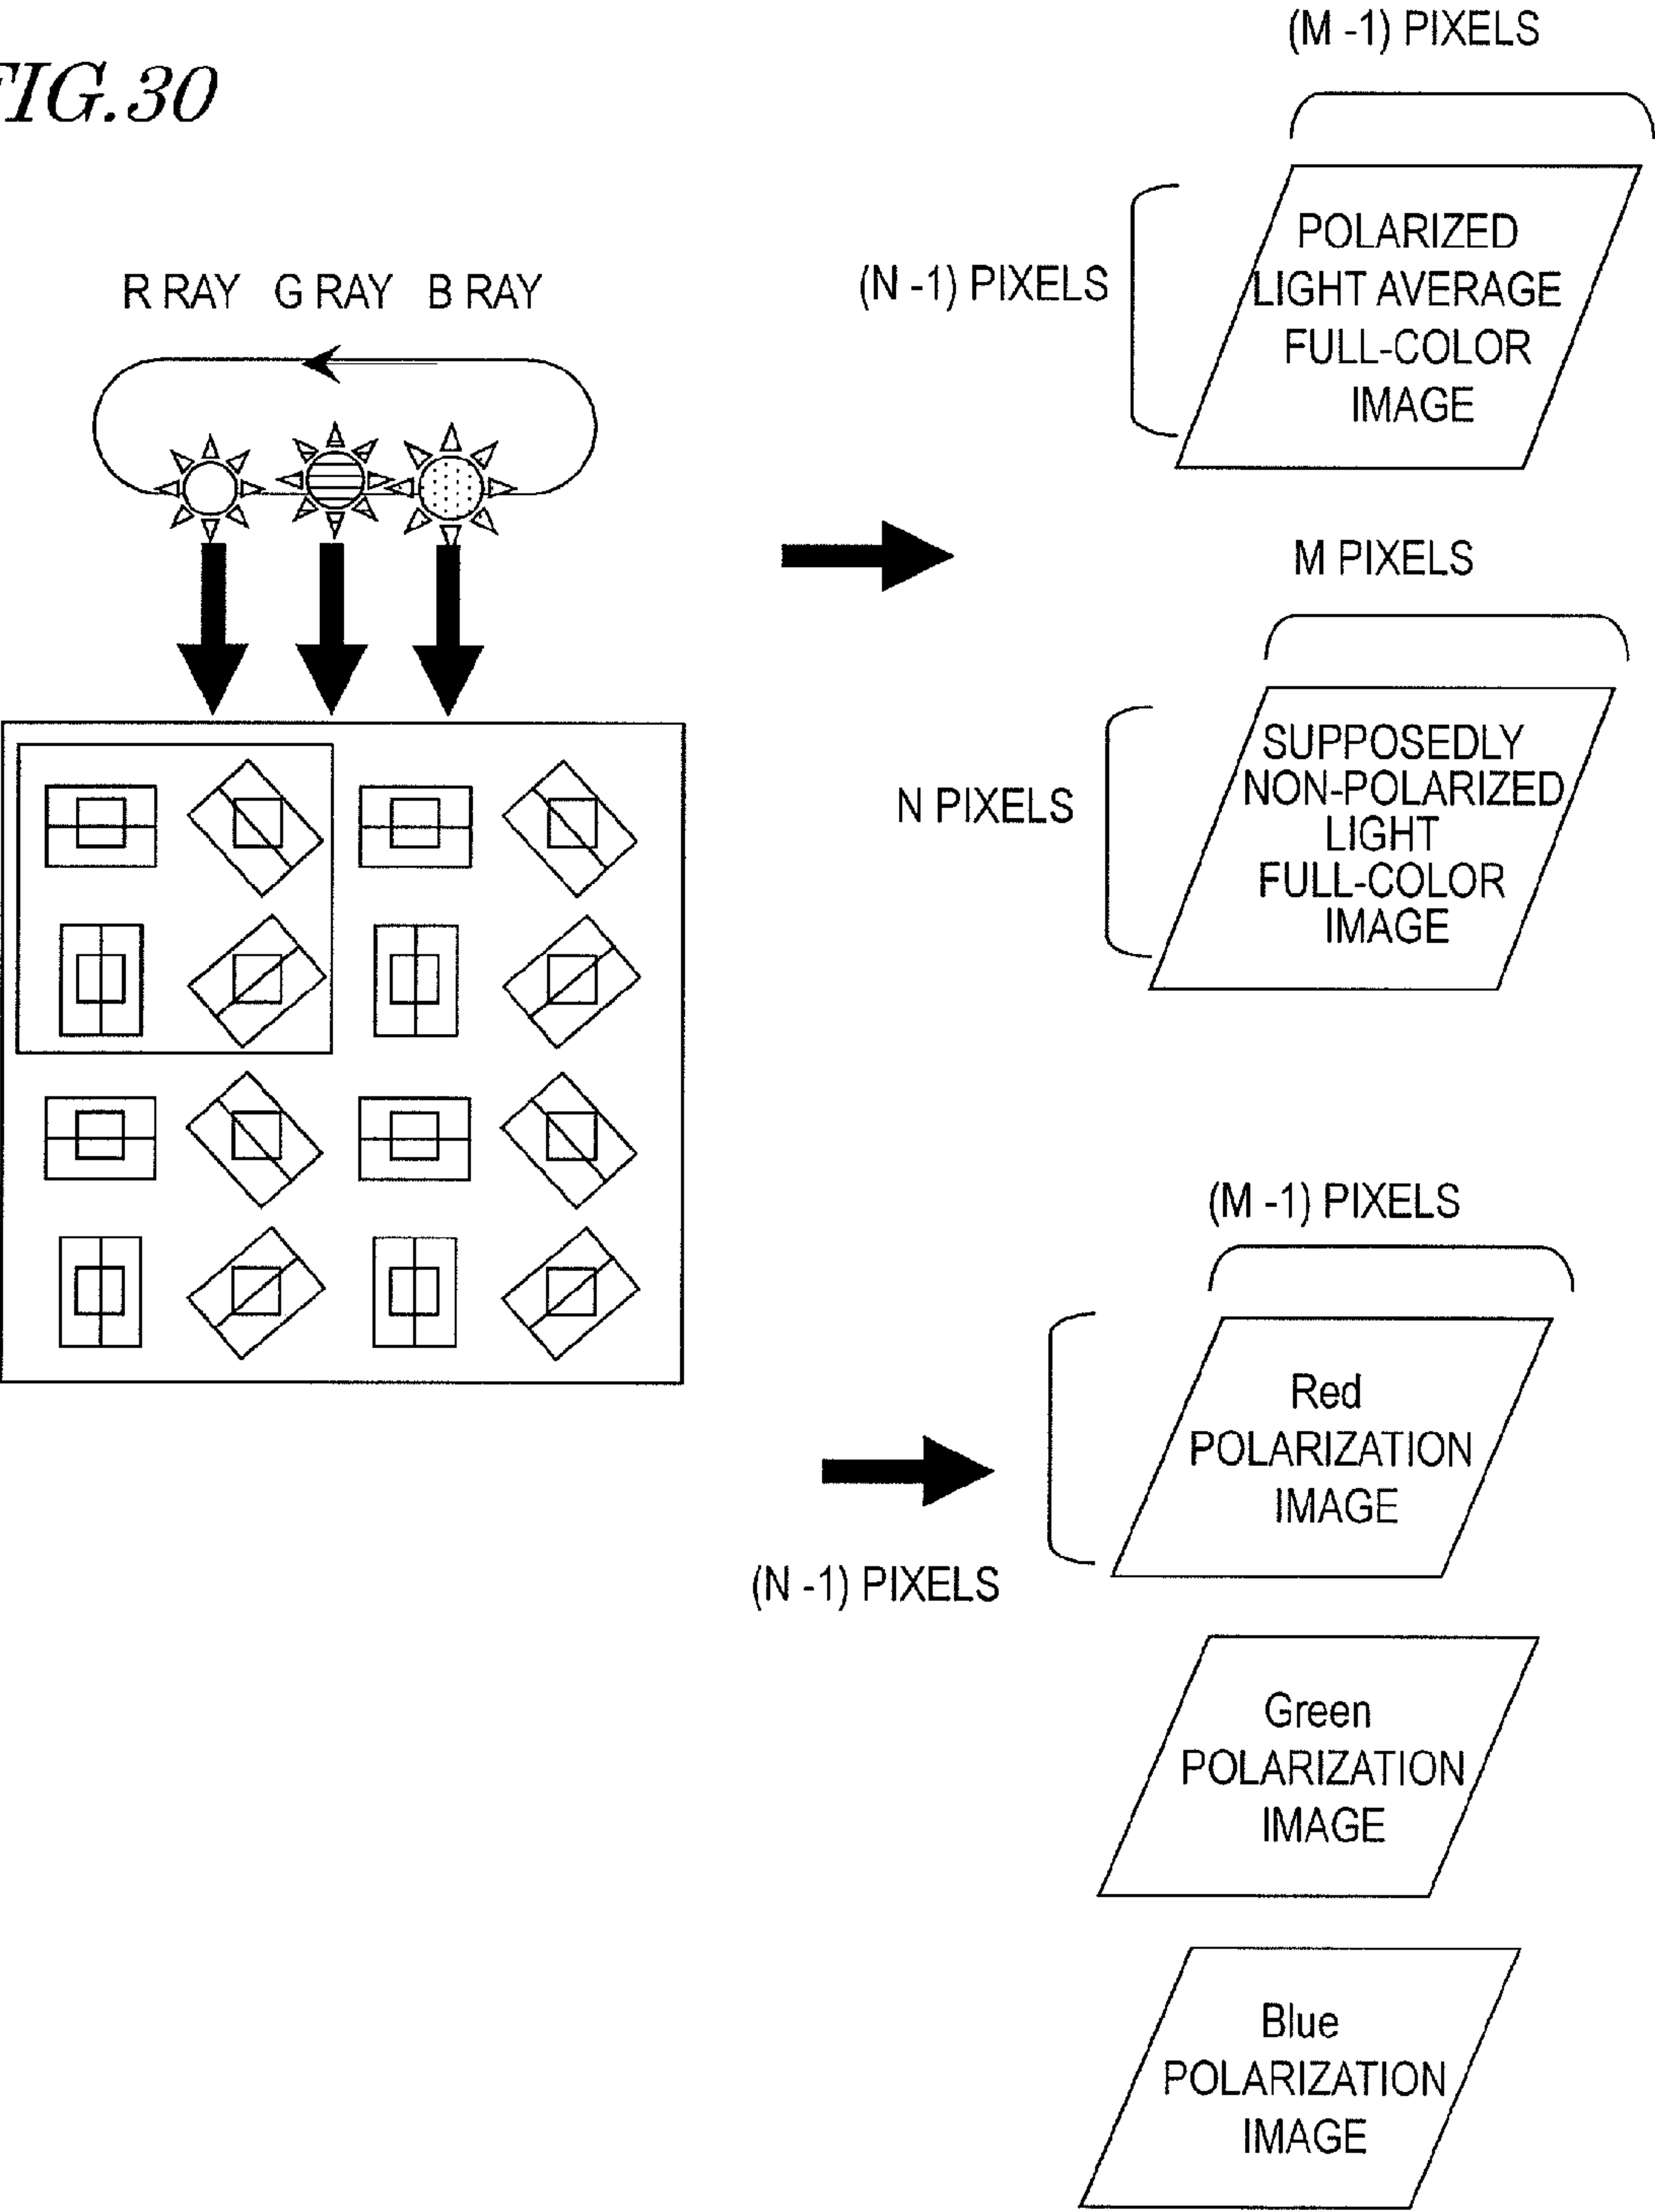 FIG.30
R RAY G RAY B RAY
(M -1) PIXELS
(N -1) PIXELS
POLARIZED
LIGHT AVERAGE
FULL-COLOR
IMAGE
M PIXELS
N PIXELS
SUPPOSEDLY
NON-POLARIZED
LIGHT
FULL-COLOR
IMAGE
(M -1) PIXELS
(N -1) PIXELS
Red
POLARIZATION
IMAGE
Green
POLARIZATION
IMAGE
Blue
POLARIZATION
IMAGE